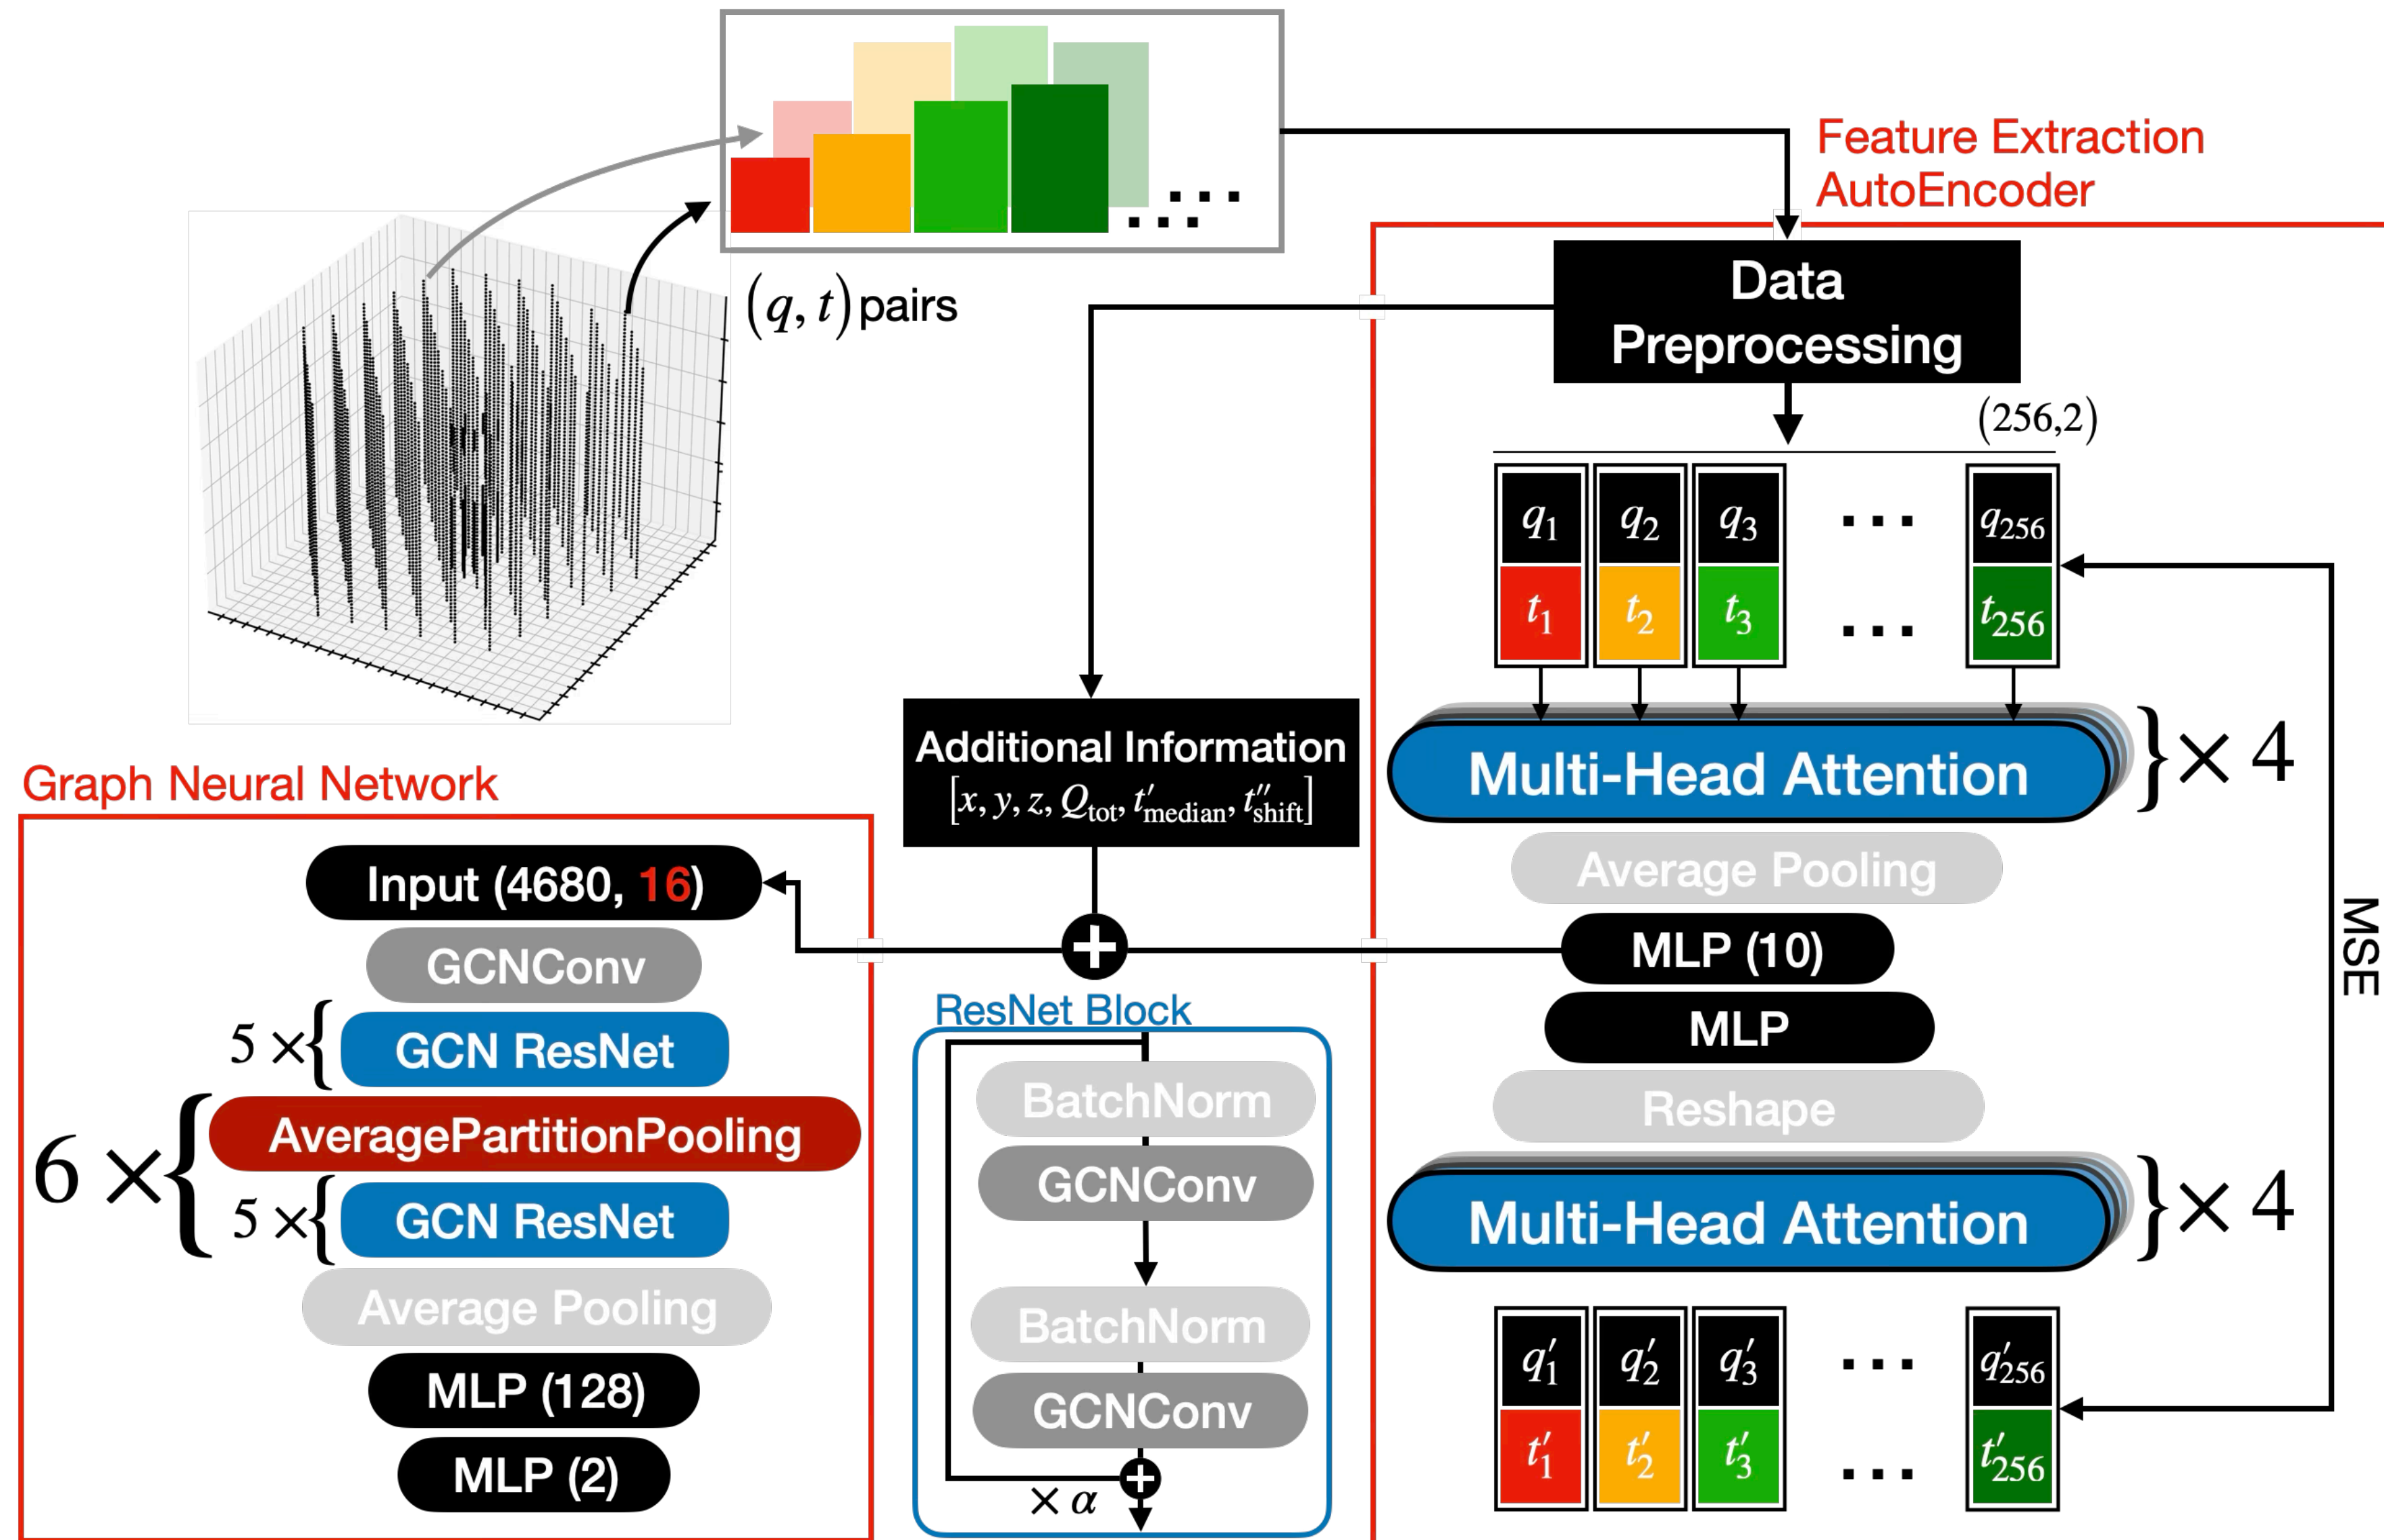 (q, t) pairs
Feature Extraction
AutoEncoder
Data
Preprocessing
(256,2)
q1 q2 q3 ... q256
t1 t2 t3 ... t256
Multi-Head Attention } × 4
Average Pooling
MLP (10)
MLP
Reshape
Multi-Head Attention } × 4
q′1 q′2 q′3 ... q′256
t′1 t′2 t′3 ... t′256
MSE
Additional Information
[x, y, z, Qtot, t′median, t″shift]
+
Graph Neural Network
Input (4680, 16)
GCNConv
5 ×{ GCN ResNet
6 ×{ AveragePartitionPooling
5 ×{ GCN ResNet
Average Pooling
MLP (128)
MLP (2)
ResNet Block
BatchNorm
GCNConv
BatchNorm
GCNConv
+
× α